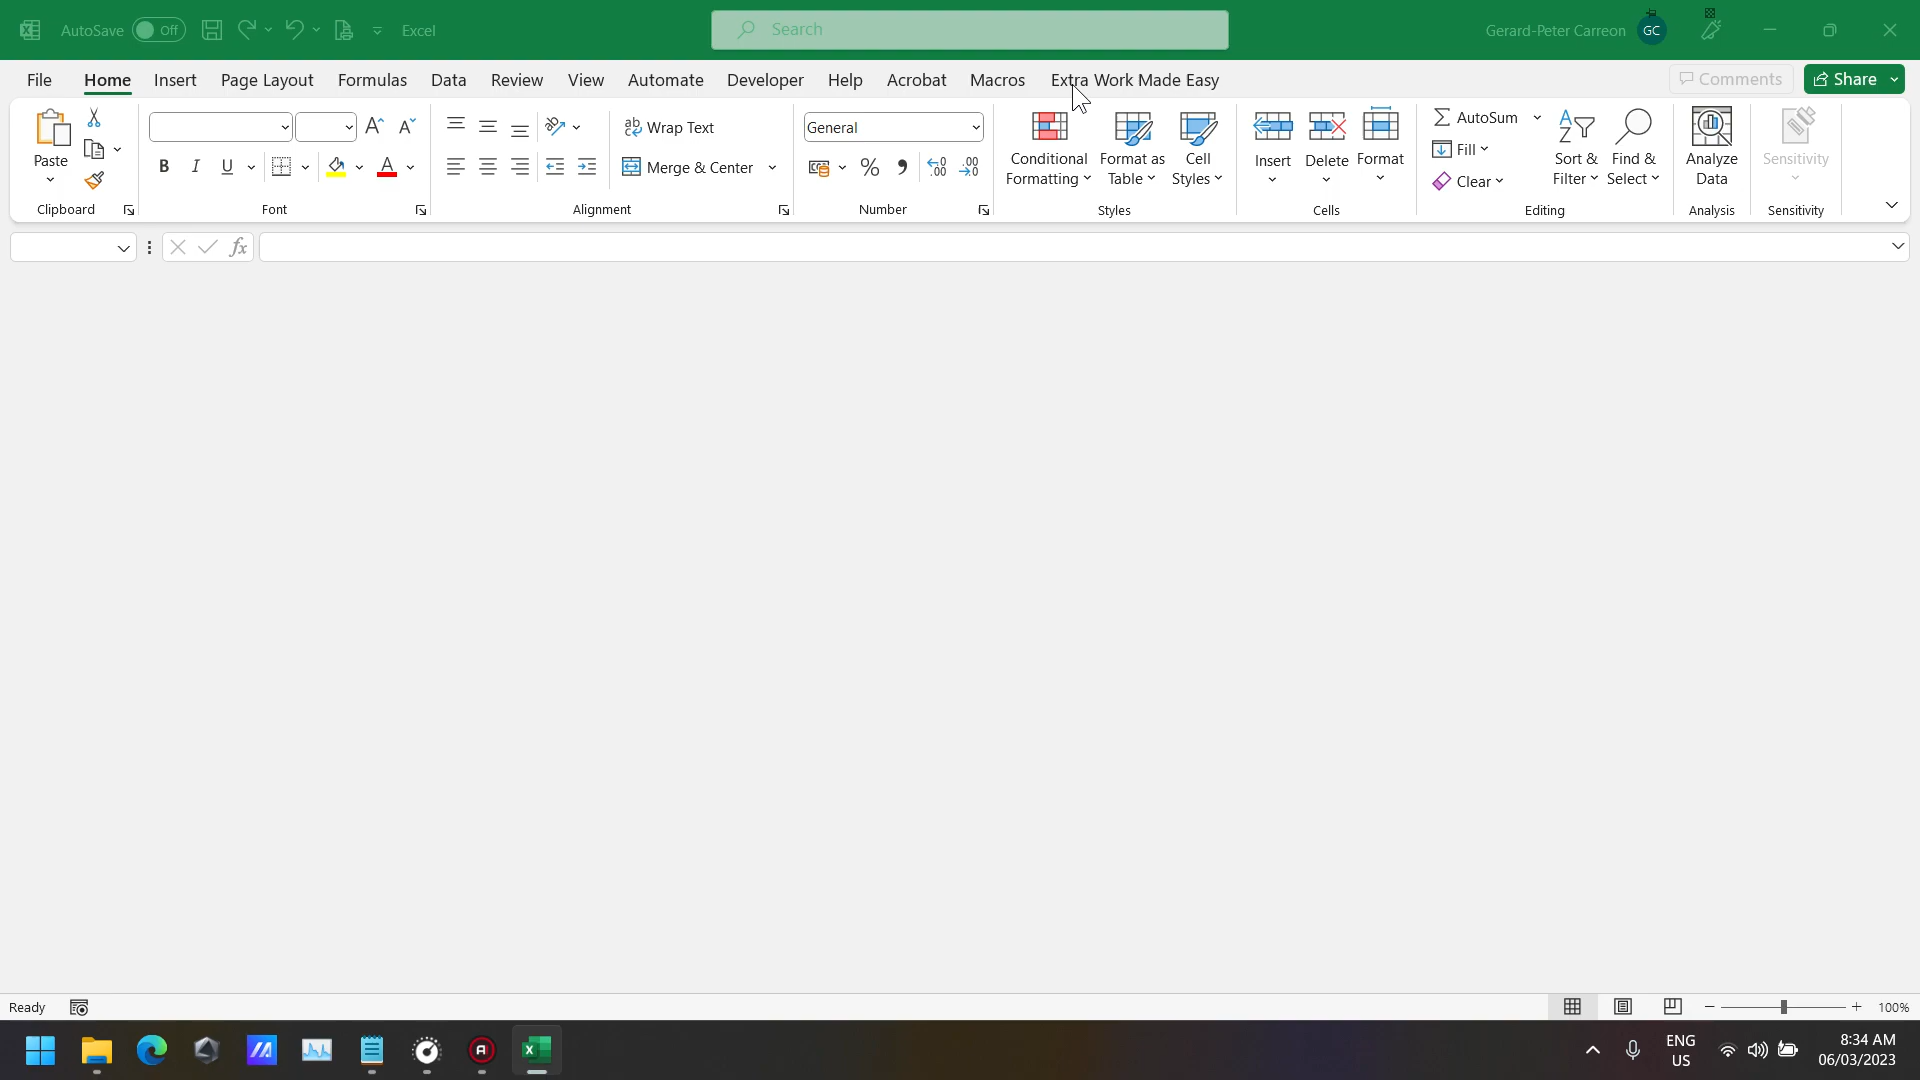 AutoSave Off Excel Search Gerard-Peter Carreon GC
File Home Insert Page Layout Formulas Data Review View Automate Developer Help Acrobat Macros Extra Work Made Easy Comments Share
Paste
Clipboard
B I U A
Font
ab Wrap Text
Merge & Center
Alignment
General
% .00 .00
Number
Conditional
Formatting
Format as
Table
Cell
Styles
Styles
Insert
Delete
Format
Cells
AutoSum
Fill
Clear
Sort &
Filter
Find &
Select
Editing
Analyze
Data
Analysis
Sensitivity
Sensitivity
fx
Ready 100%
ENG
US
8:34 AM
06/03/2023